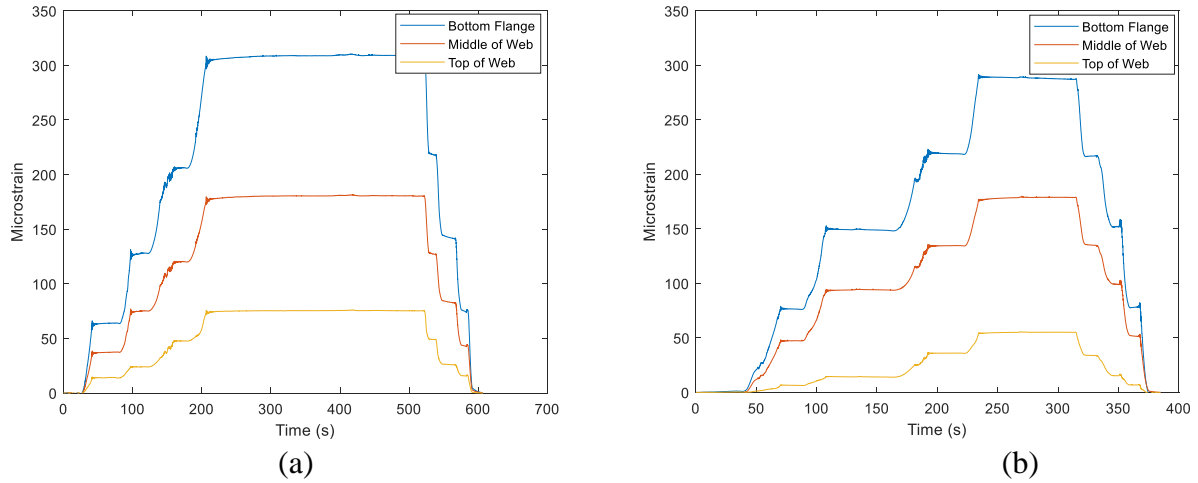 350
300
250
200
150
100
50
0
Microstrain
0 100 200 300 400 500 600 700
Time (s)
Bottom Flange
Middle of Web
Top of Web
(a)
350
300
250
200
150
100
50
0
Microstrain
0 50 100 150 200 250 300 350 400
Time (s)
Bottom Flange
Middle of Web
Top of Web
(b)